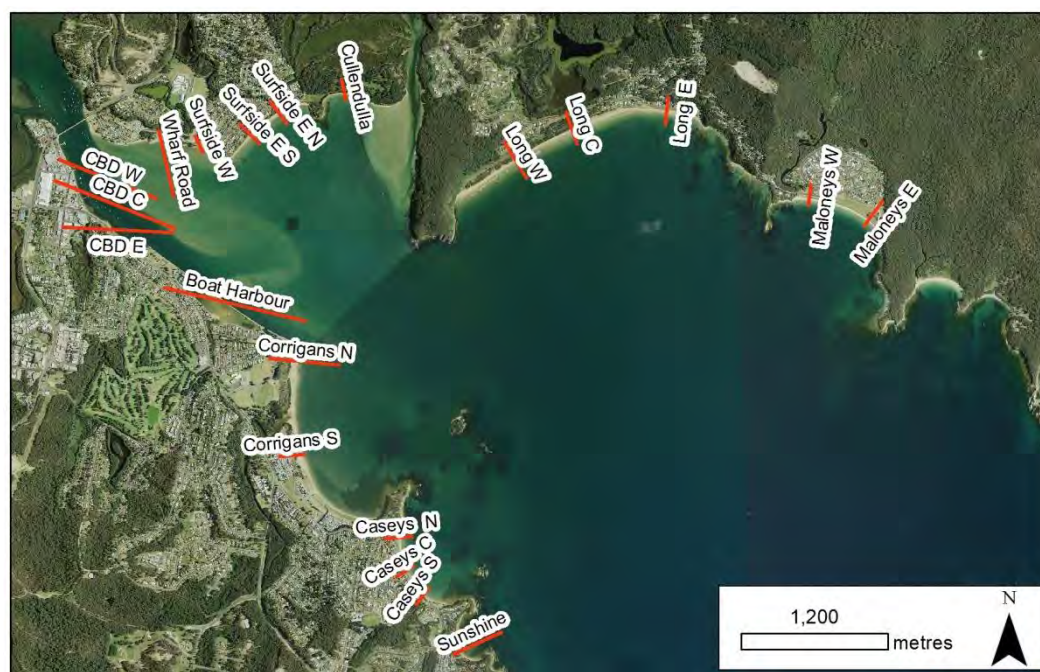 Cullendulla
Surfside E N
Surfside E S
Surfside W
Wharf Road
CBD W
CBD C
CBD E
Boat Harbour
Corrigans N
Corrigans S
Caseys N
Caseys C
Caseys S
Sunshine
Long W
Long C
Long E
Maloneys W
Maloneys E
1,200
metres
N